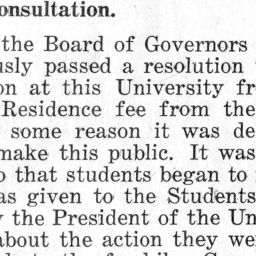 onsultation.
the Board of Governors
usly passed a resolution
on at this University fr
Residence fee from the
some reason it was de
make this public. It was
o that students began to
as given to the Students
y the President of the Un
about the action they we